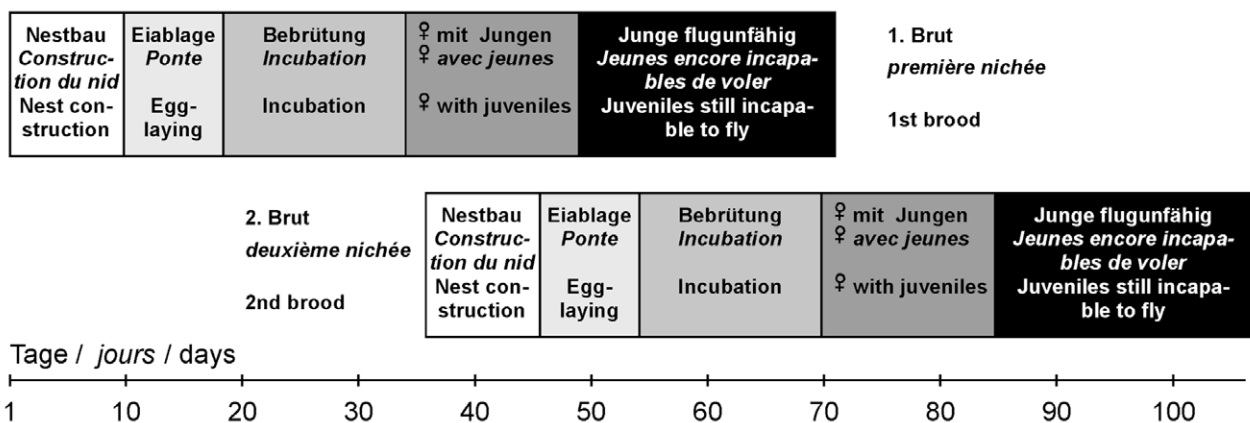 Nestbau
Construc-
tion du nid
Nest con-
struction
Eiablage
Ponte
Egg-
laying
Bebrütung
Incubation
Incubation
♀ mit Jungen
♀ avec jeunes
♀ with juveniles
Junge flugunfähig
Jeunes encore incapa-
bles de voler
Juveniles still incapa-
ble to fly
1. Brut
première nichée
1st brood
2. Brut
deuxième nichée
2nd brood
Nestbau
Construc-
tion du nid
Nest con-
struction
Eiablage
Ponte
Egg-
laying
Bebrütung
Incubation
Incubation
♀ mit Jungen
♀ avec jeunes
♀ with juveniles
Junge flugunfähig
Jeunes encore incapa-
bles de voler
Juveniles still incapa-
ble to fly
Tage / jours / days
1 10 20 30 40 50 60 70 80 90 100